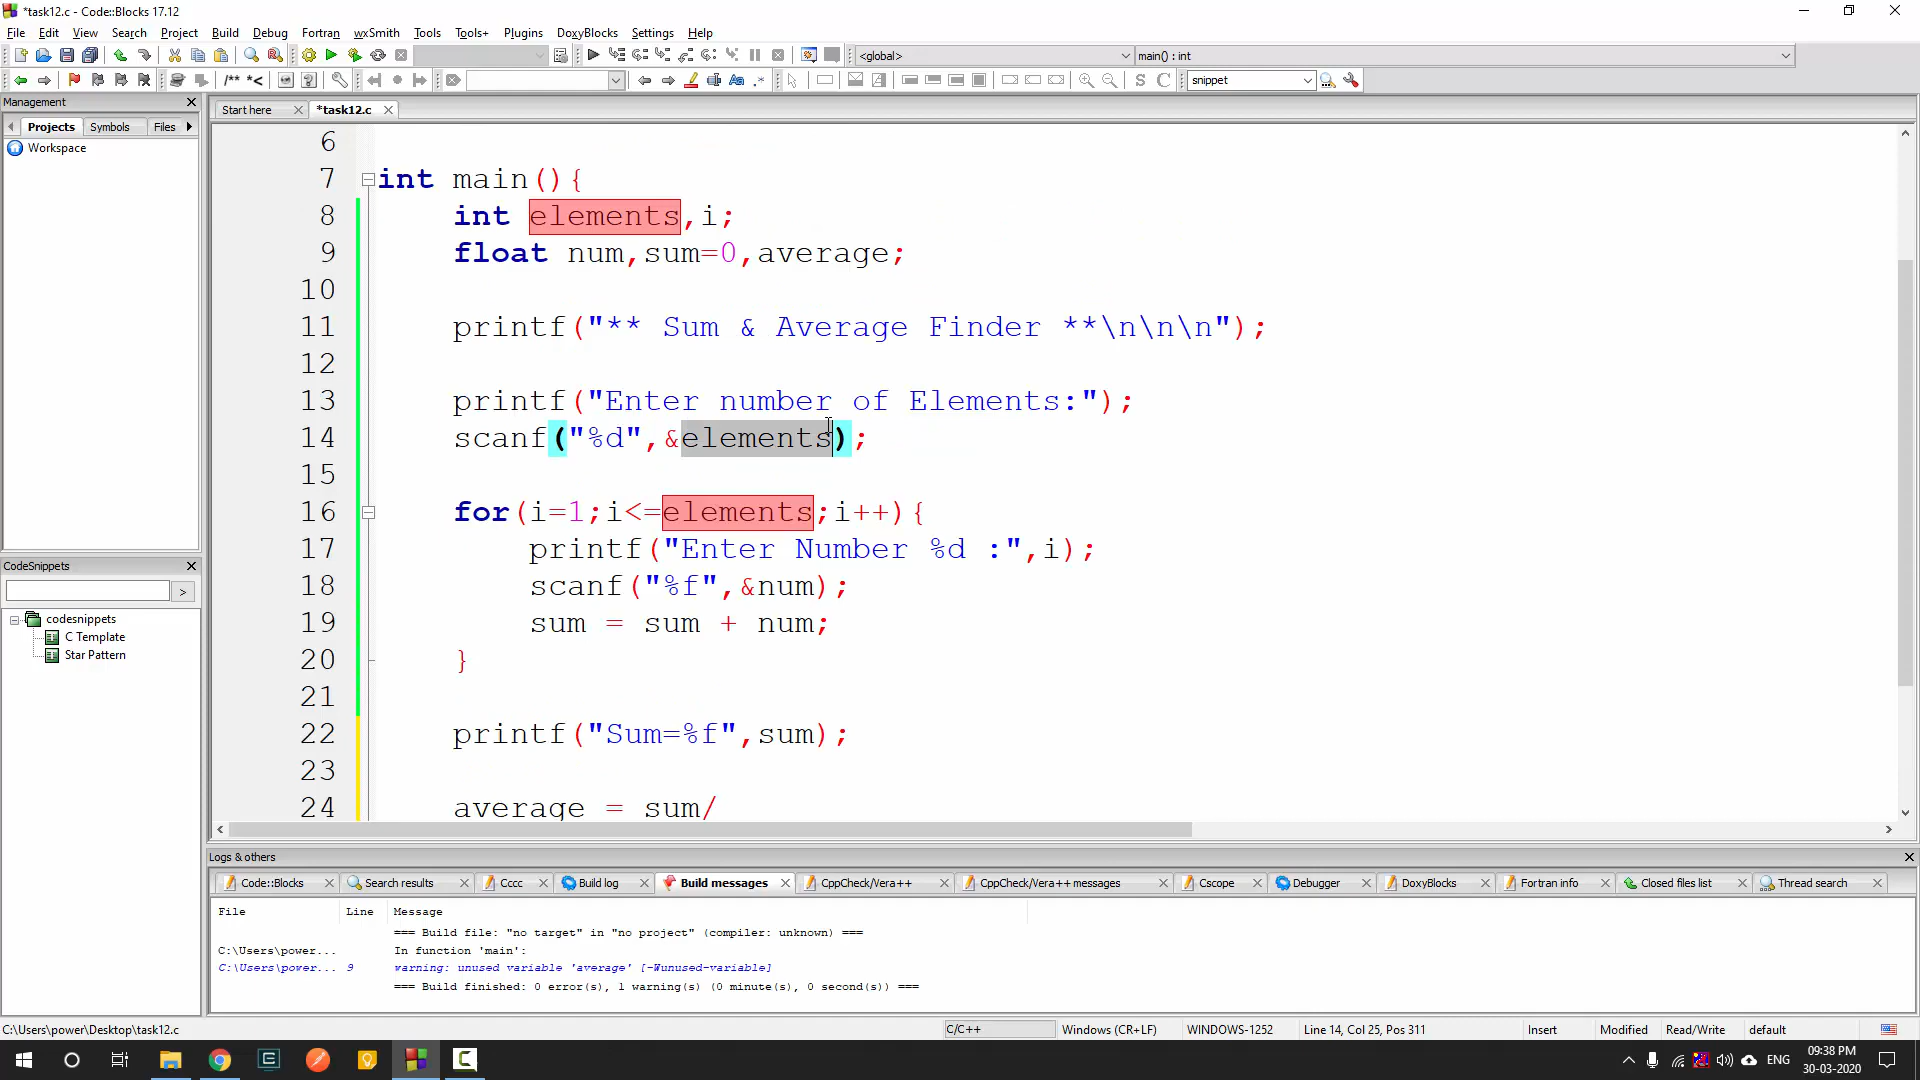 *task12.c - Code::Blocks 17.12
File Edit View Search Project Build Debug Fortran wxSmith Tools Tools+ Plugins DoxyBlocks Settings Help
<global> main() : int
/** *< snippet
Management
Start here *task12.c
Projects Symbols Files
Workspace
6
7 int main(){
8 int elements,i;
9 float num,sum=0,average;
10
11 printf("** Sum & Average Finder **\n\n\n");
12
13 printf("Enter number of Elements:");
14 scanf("%d",&elements);
15
16 for(i=1;i<=elements;i++){
17 printf("Enter Number %d :",i);
18 scanf("%f",&num);
19 sum = sum + num;
20 }
21
22 printf("Sum=%f",sum);
23
24 average = sum/
CodeSnippets
>
codesnippets
C Template
Star Pattern
Logs & others
Code::Blocks Search results Cccc Build log Build messages CppCheck/Vera++ CppCheck/Vera++ messages Cscope Debugger DoxyBlocks Fortran info Closed files list Thread search
File Line Message
=== Build file: "no target" in "no project" (compiler: unknown) ===
C:\Users\power... In function 'main':
C:\Users\power... 9 warning: unused variable 'average' [-Wunused-variable]
=== Build finished: 0 error(s), 1 warning(s) (0 minute(s), 0 second(s)) ===
C:\Users\power\Desktop\task12.c C/C++ Windows (CR+LF) WINDOWS-1252 Line 14, Col 25, Pos 311 Insert Modified Read/Write default
ENG 09:38 PM
30-03-2020